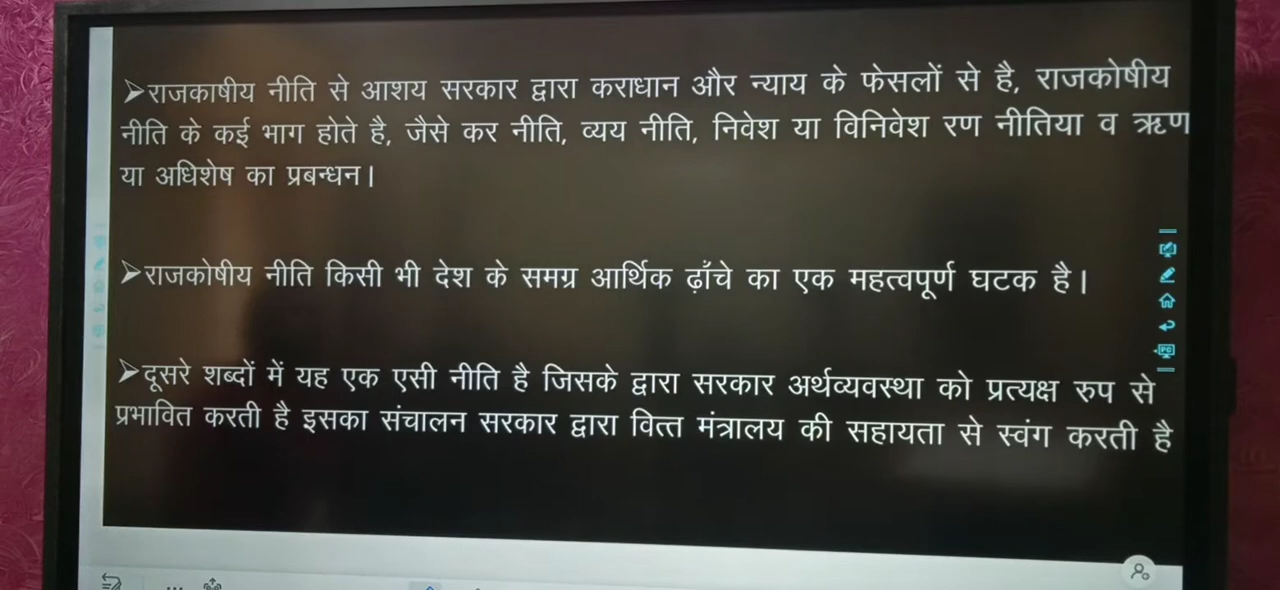 ➢राजकाषीय नीति से आशय सरकार द्वारा कराधान और न्याय के फेसलों से है, राजकोषीय
नीति के कई भाग होते है, जैसे कर नीति, व्यय नीति, निवेश या विनिवेश रण नीतिया व ऋण
या अधिशेष का प्रबन्धन।
➢राजकोषीय नीति किसी भी देश के समग्र आर्थिक ढ़ाँचे का एक महत्वपूर्ण घटक है।
➢दूसरे शब्दों में यह एक एसी नीति है जिसके द्वारा सरकार अर्थव्यवस्था को प्रत्यक्ष रुप से
प्रभावित करती है इसका संचालन सरकार द्वारा वित्त मंत्रालय की सहायता से स्वंग करती है
PC